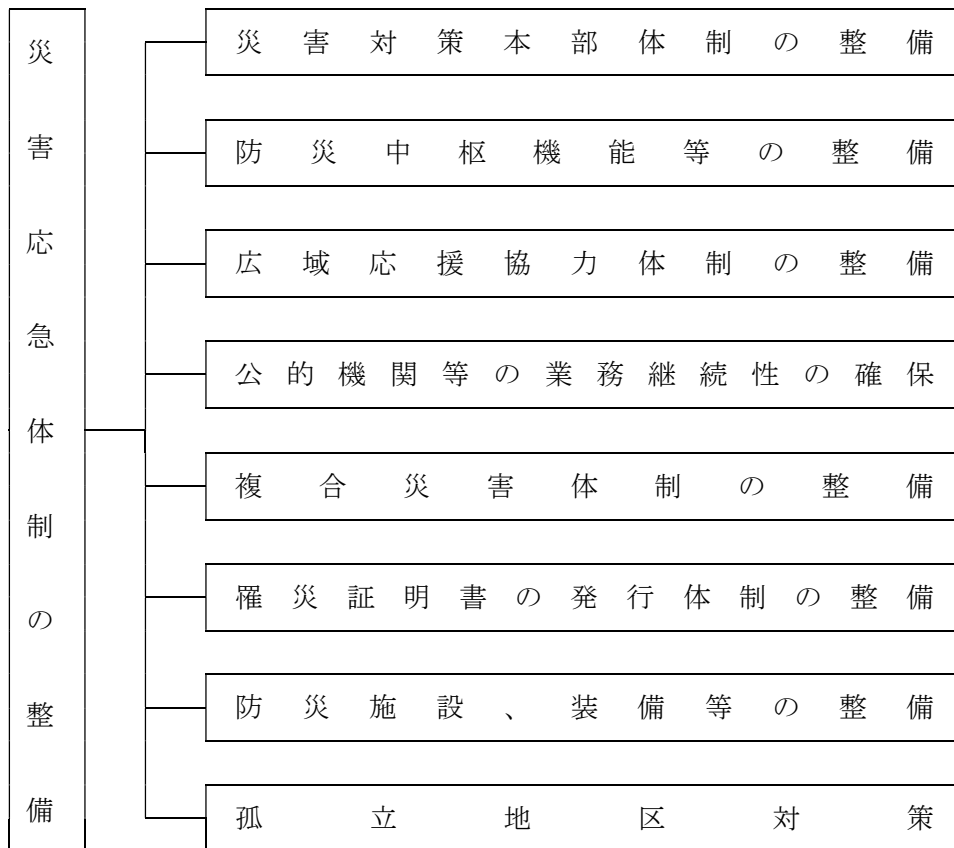 災害応急体制の整備
災害対策本部体制の整備
防災中枢機能等の整備
広域応援協力体制の整備
公的機関等の業務継続性の確保
複合災害体制の整備
罹災証明書の発行体制の整備
防災施設、装備等の整備
孤立地区対策